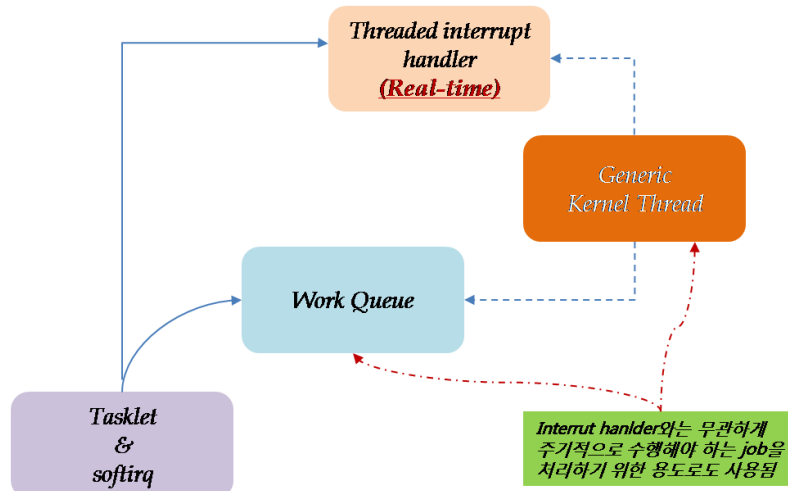 Threaded interrupt
handler
(Real-time)
Generic
Kernel Thread
Work Queue
Tasklet
&
softirq
Interrut hanlder와는 무관하게
주기적으로 수행해야 하는 job을
처리하기 위한 용도로도 사용됨